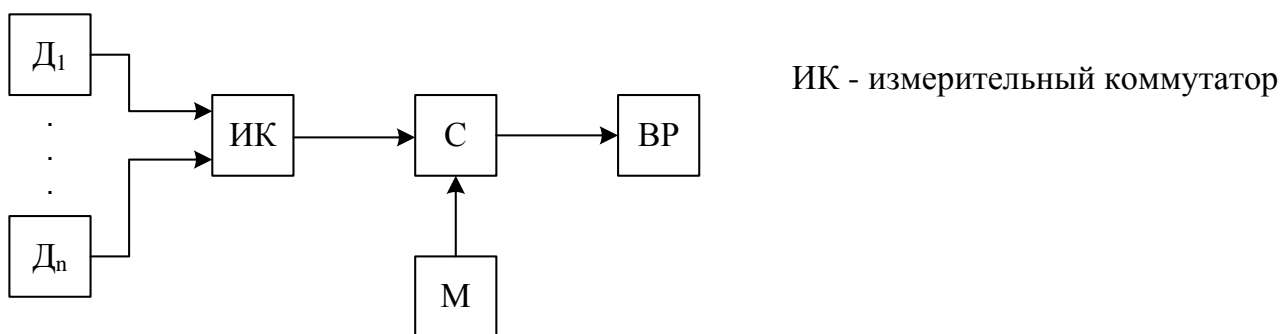 Д1
ИК - измерительный коммутатор
ИК
С
ВР
Дn
М